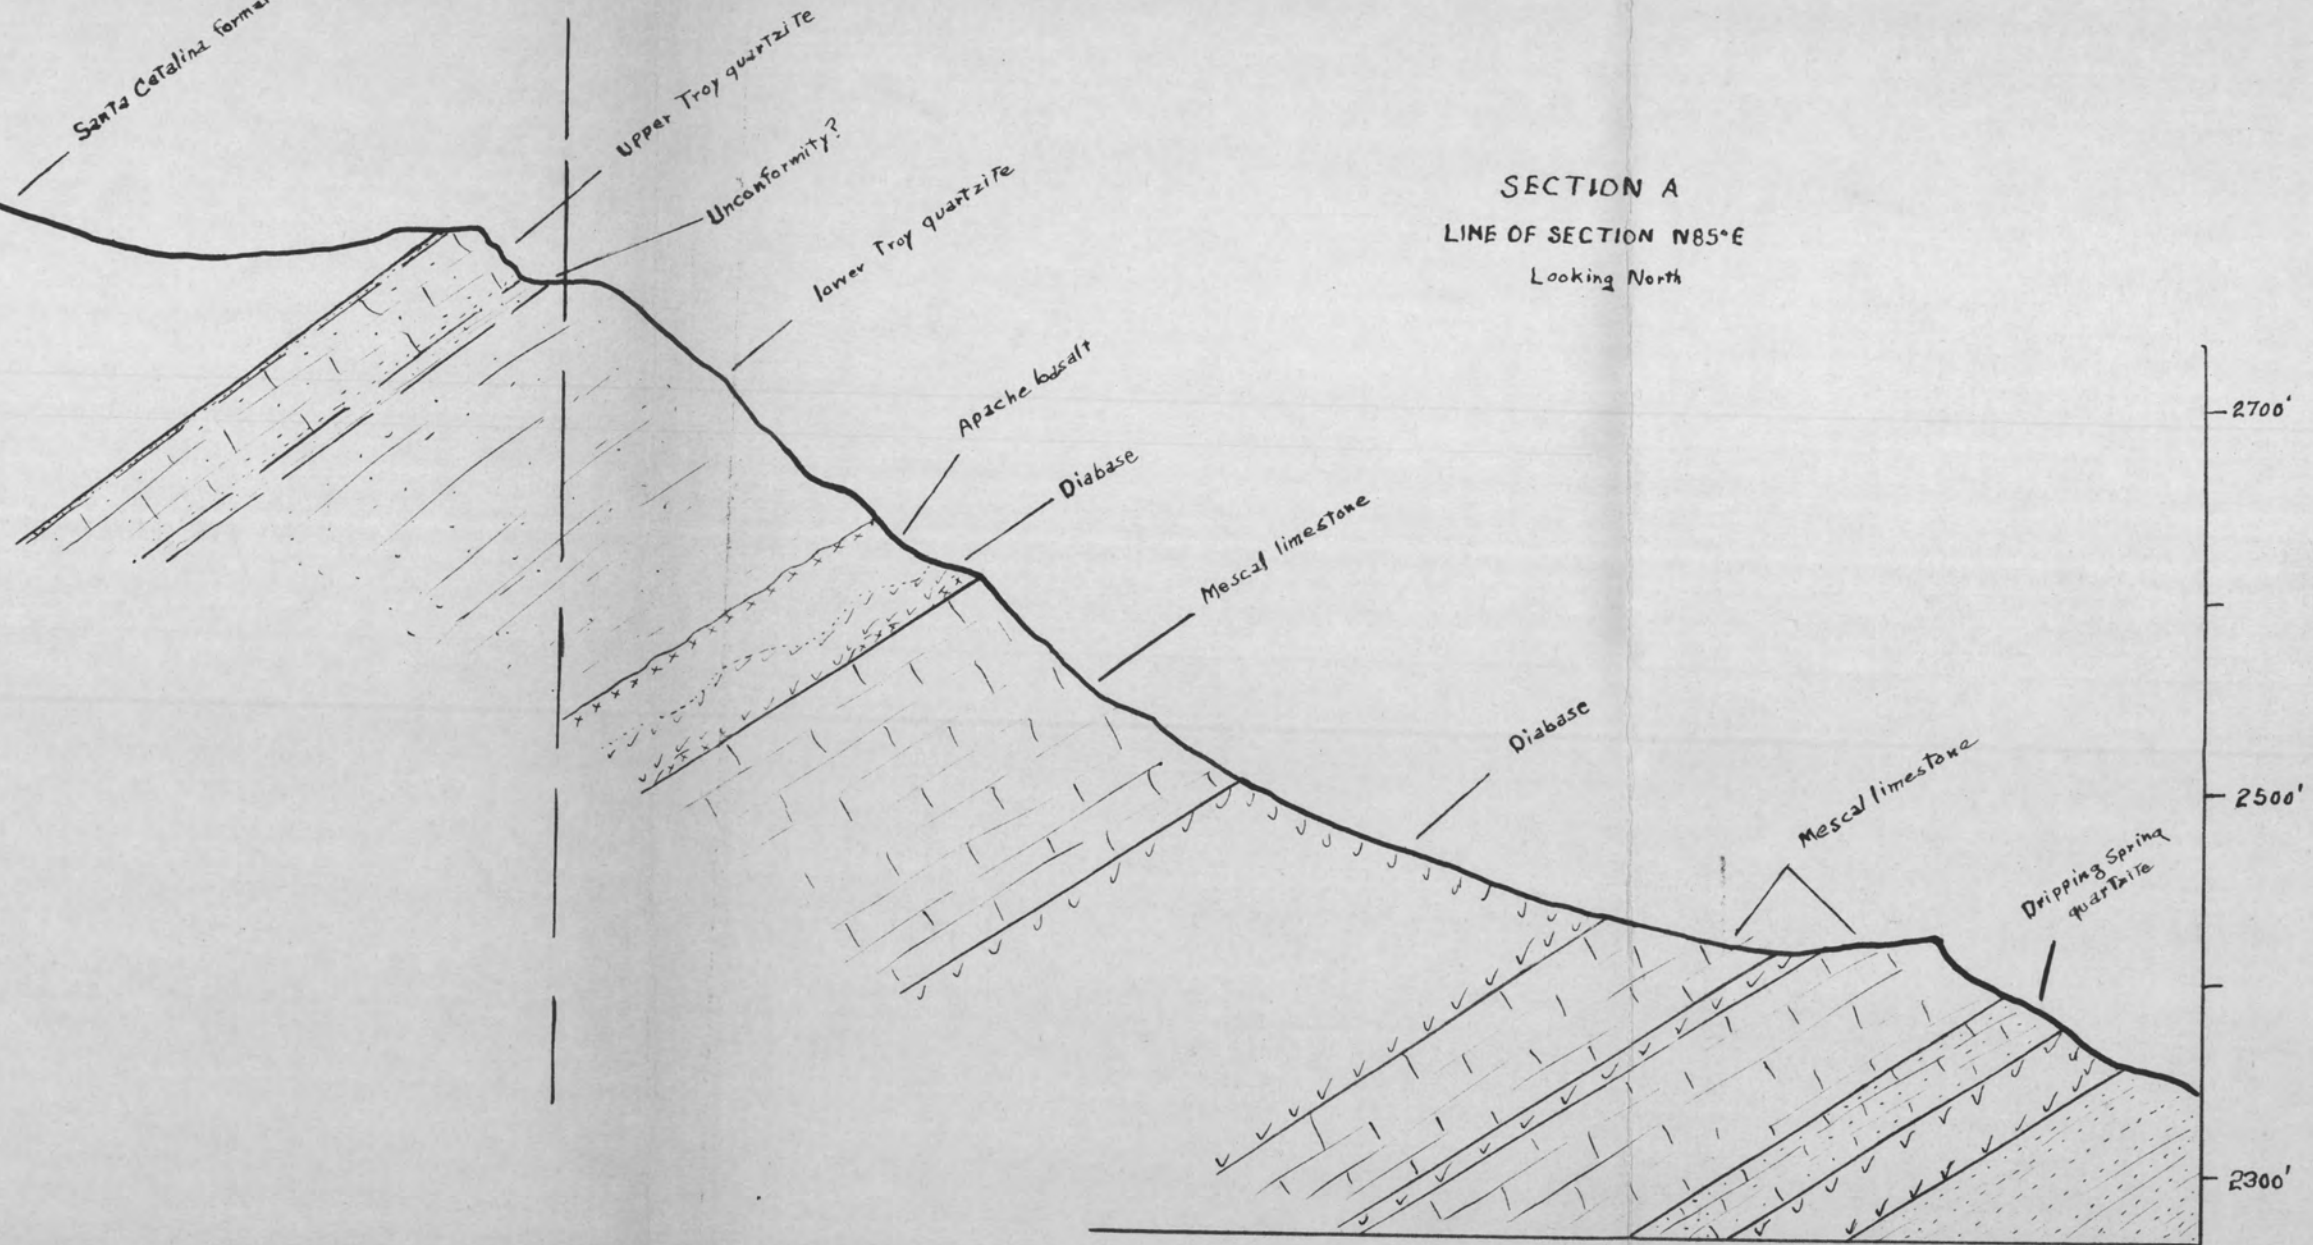 Santa Catalina
Upper Troy quartzite
Unconformity?
lower Troy quartzite
SECTION A
LINE OF SECTION N85°E
Looking North
Apache basalt
Diabase
Mescal limestone
2700'
Diabase
Mescal limestone
2500'
Dripping Spring
quartzite
2300'